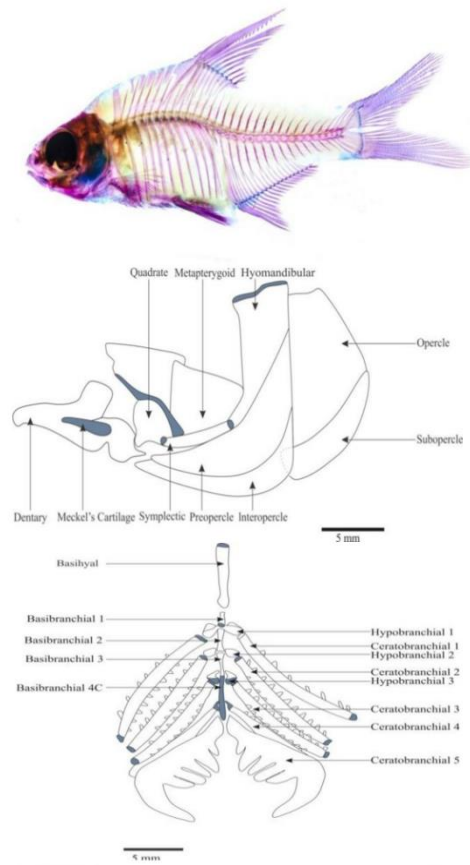 Quadrate Metapterygoid Hyomandibular
Opercle
Subopercle
Dentary Meckel's Cartilage Symplectic Preopercle Interopercle
5 mm
Basihyal
Basibranchial 1
Basibranchial 2
Basibranchial 3
Basibranchial 4C
Hypobranchial 1
Ceratobranchial 1
Hypobranchial 2
Ceratobranchial 2
Hypobranchial 3
Ceratobranchial 3
Ceratobranchial 4
Ceratobranchial 5
5 mm